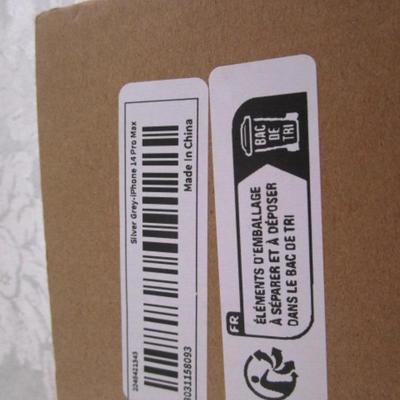 Silver Grey-iPhone 14 Pro Max
2248421343
3031158093
Made In China
BAC
DE
TRI
FR
ÉLÉMENTS D'EMBALLAGE
À SÉPARER ET À DÉPOSER
DANS LE BAC DE TRI